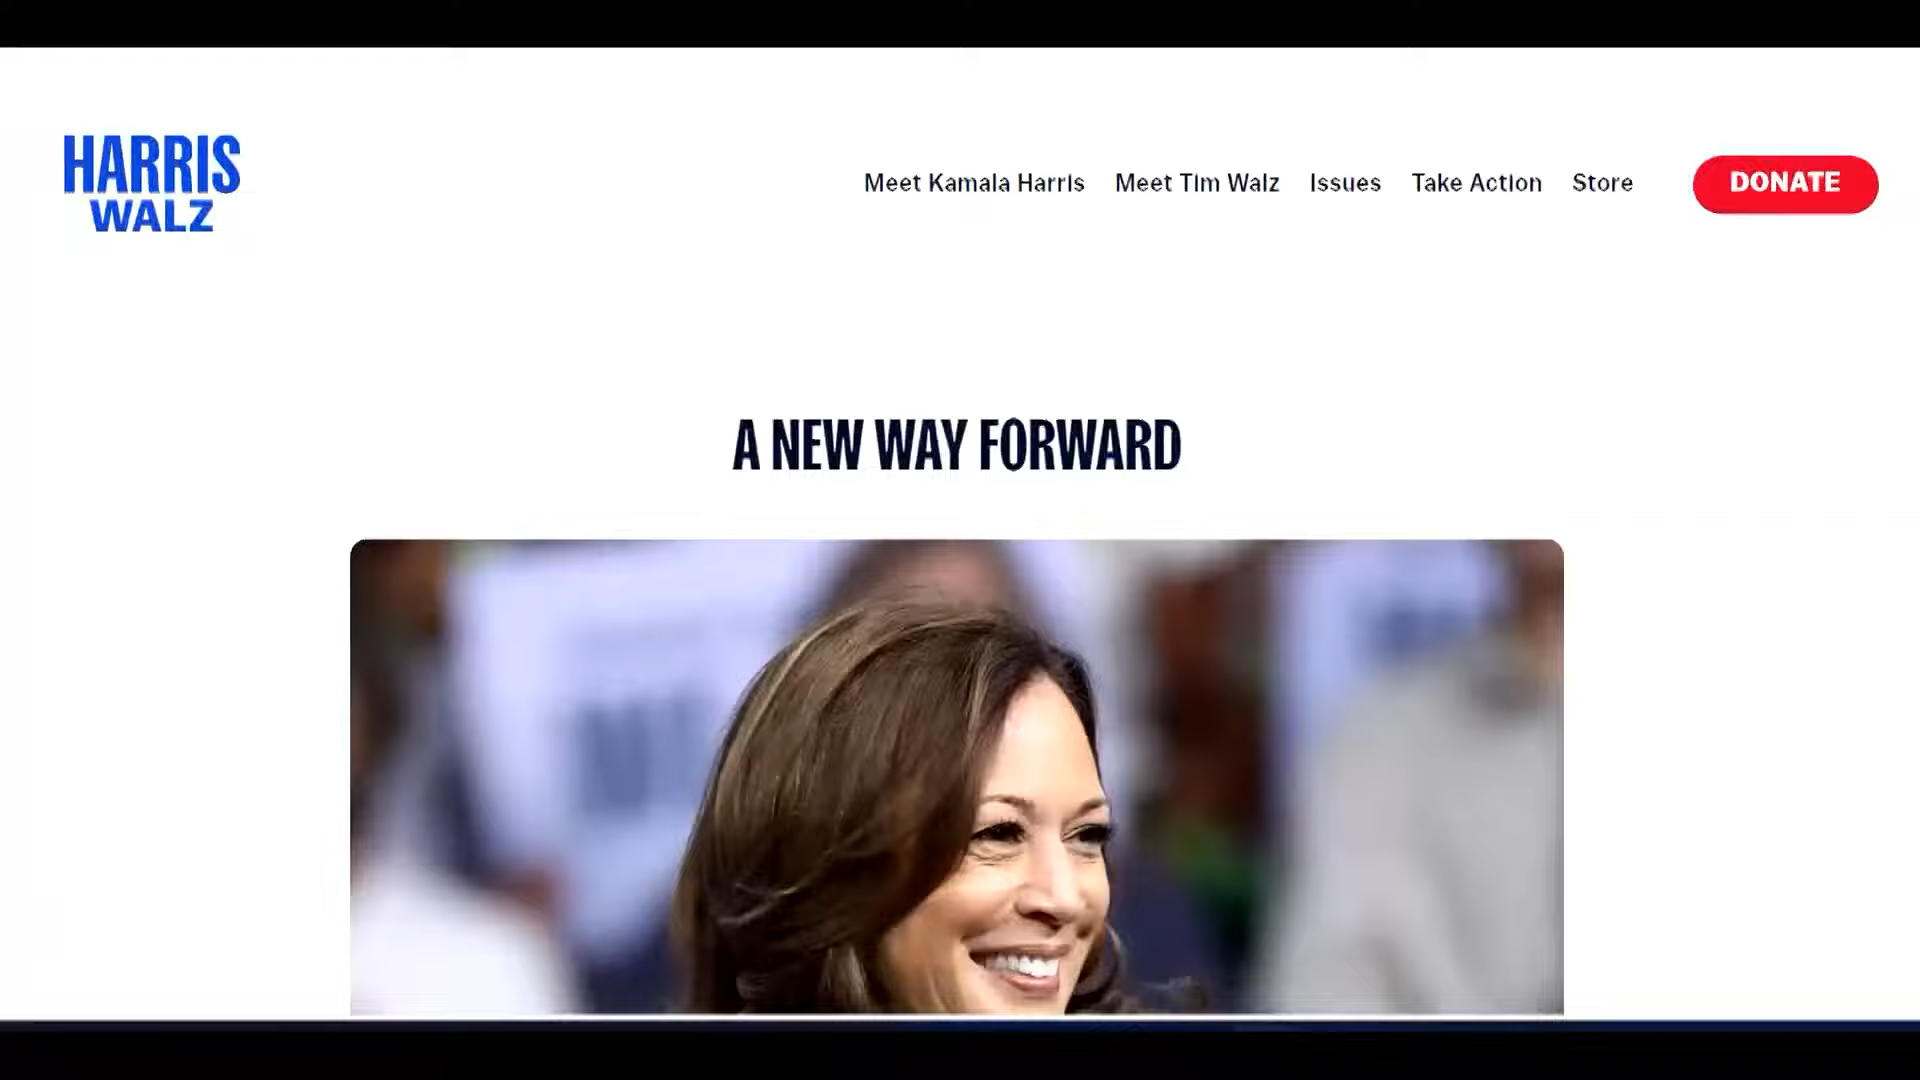 HARRIS
WALZ
Meet Kamala Harris Meet Tim Walz Issues Take Action Store DONATE
A NEW WAY FORWARD